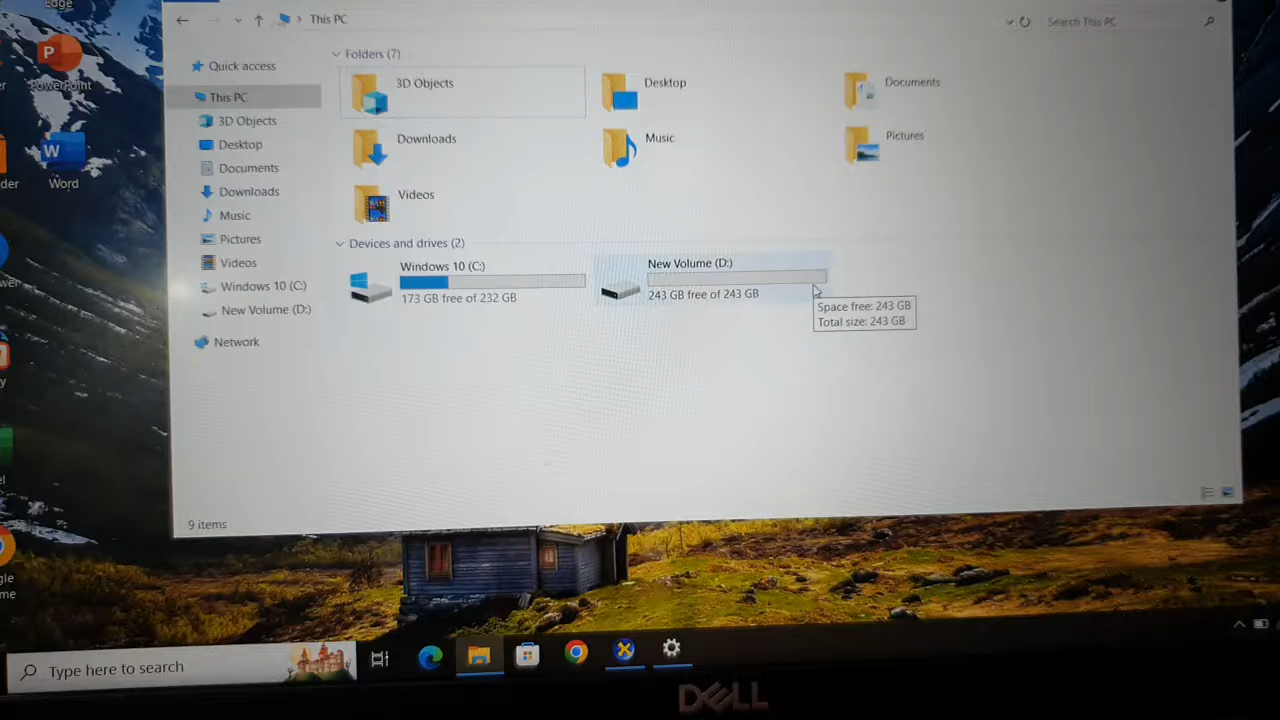 Edge
This PC
Search This PC
PowerPoint
Word
Quick access
This PC
3D Objects
Desktop
Documents
Downloads
Music
Pictures
Videos
Windows 10 (C:)
New Volume (D:)
Network
Folders (7)
3D Objects
Desktop
Documents
Downloads
Music
Pictures
Videos
Devices and drives (2)
Windows 10 (C:)
173 GB free of 232 GB
New Volume (D:)
243 GB free of 243 GB
Space free: 243 GB
Total size: 243 GB
9 items
Type here to search
DELL